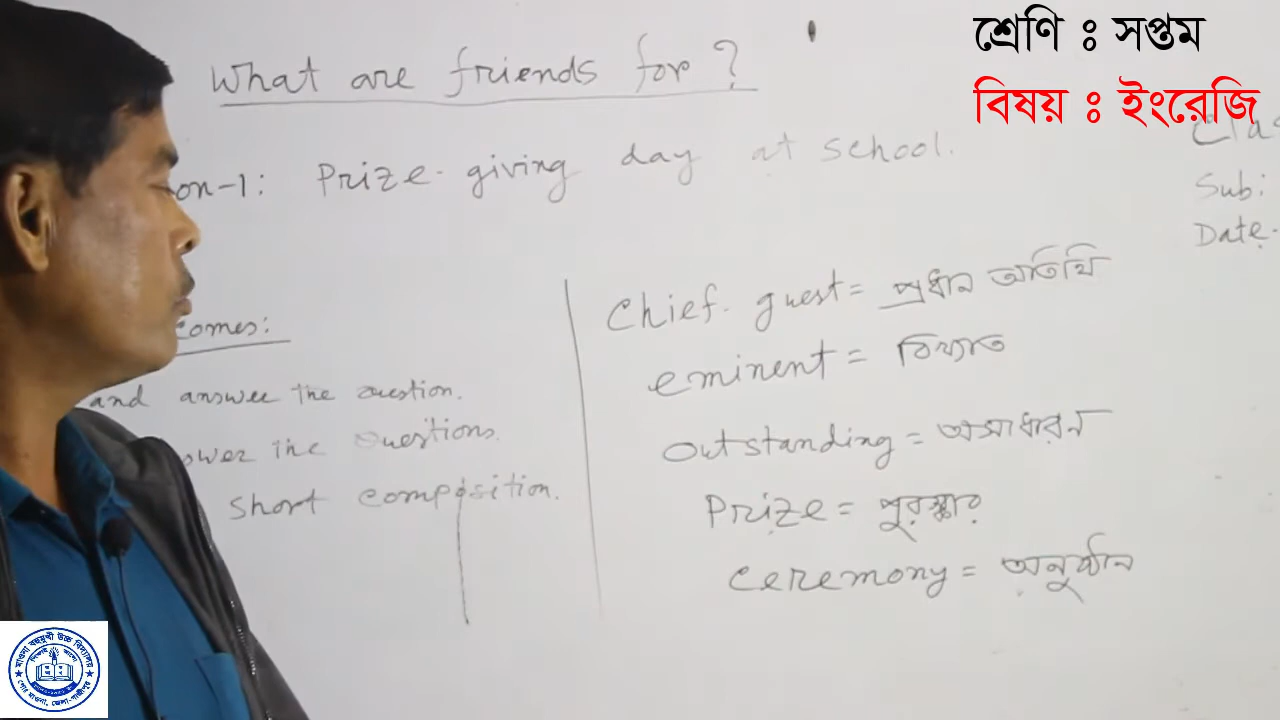 শ্রেণি ঃ সপ্তম
বিষয় ঃ ইংরেজি
What are friends for ?
on-1: Prize-giving day at school.
Clas
Sub:
Date-
comes:
and answer the question.
swer the questions.
short composition.
Chief-guest = প্রধান অতিথি
eminent = বিখ্যাত
Outstanding = অসাধারন
Prize = পুরস্কার
Ceremony = অনুষ্ঠান